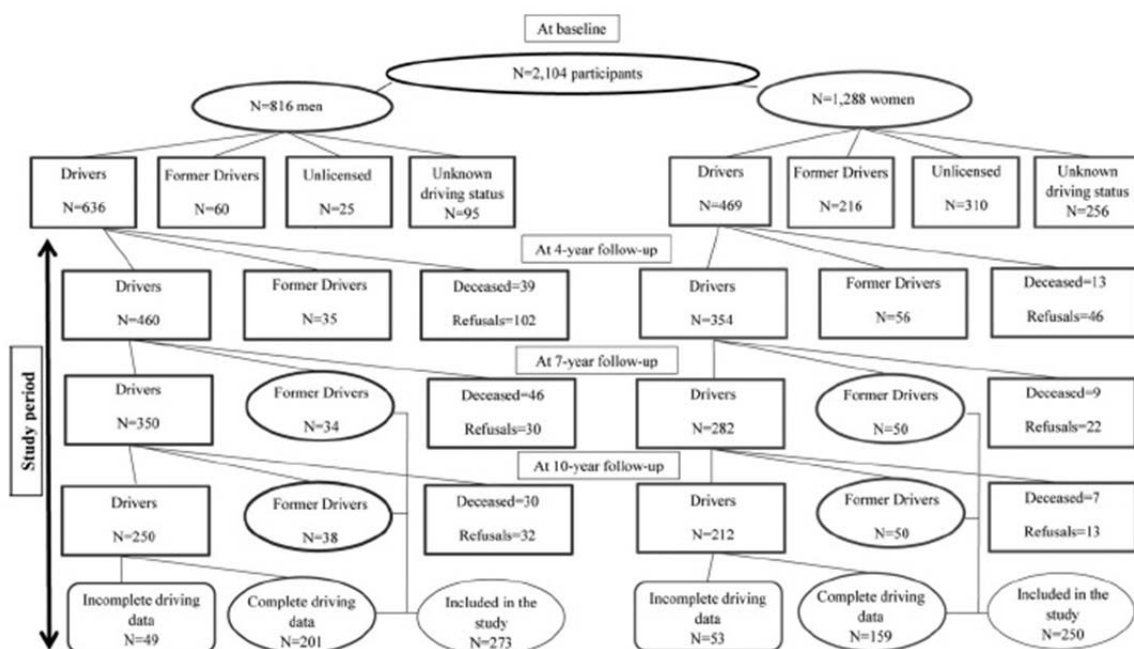 At baseline
N=2,104 participants
N=816 men
N=1,288 women
Drivers
N=636
Former Drivers
N=60
Unlicensed
N=25
Unknown
driving status
N=95
Drivers
N=469
Former Drivers
N=216
Unlicensed
N=310
Unknown
driving status
N=256
At 4-year follow-up
Drivers
N=460
Former Drivers
N=35
Deceased=39
Refusals=102
Drivers
N=354
Former Drivers
N=56
Deceased=13
Refusals=46
Study period
At 7-year follow-up
Drivers
N=350
Former Drivers
N=34
Deceased=46
Refusals=30
Drivers
N=282
Former Drivers
N=50
Deceased=9
Refusals=22
At 10-year follow-up
Drivers
N=250
Former Drivers
N=38
Deceased=30
Refusals=32
Drivers
N=212
Former Drivers
N=50
Deceased=7
Refusals=13
Incomplete driving
data
N=49
Complete driving
data
N=201
Included in the
study
N=273
Incomplete driving
data
N=53
Complete driving
data
N=159
Included in the
study
N=250